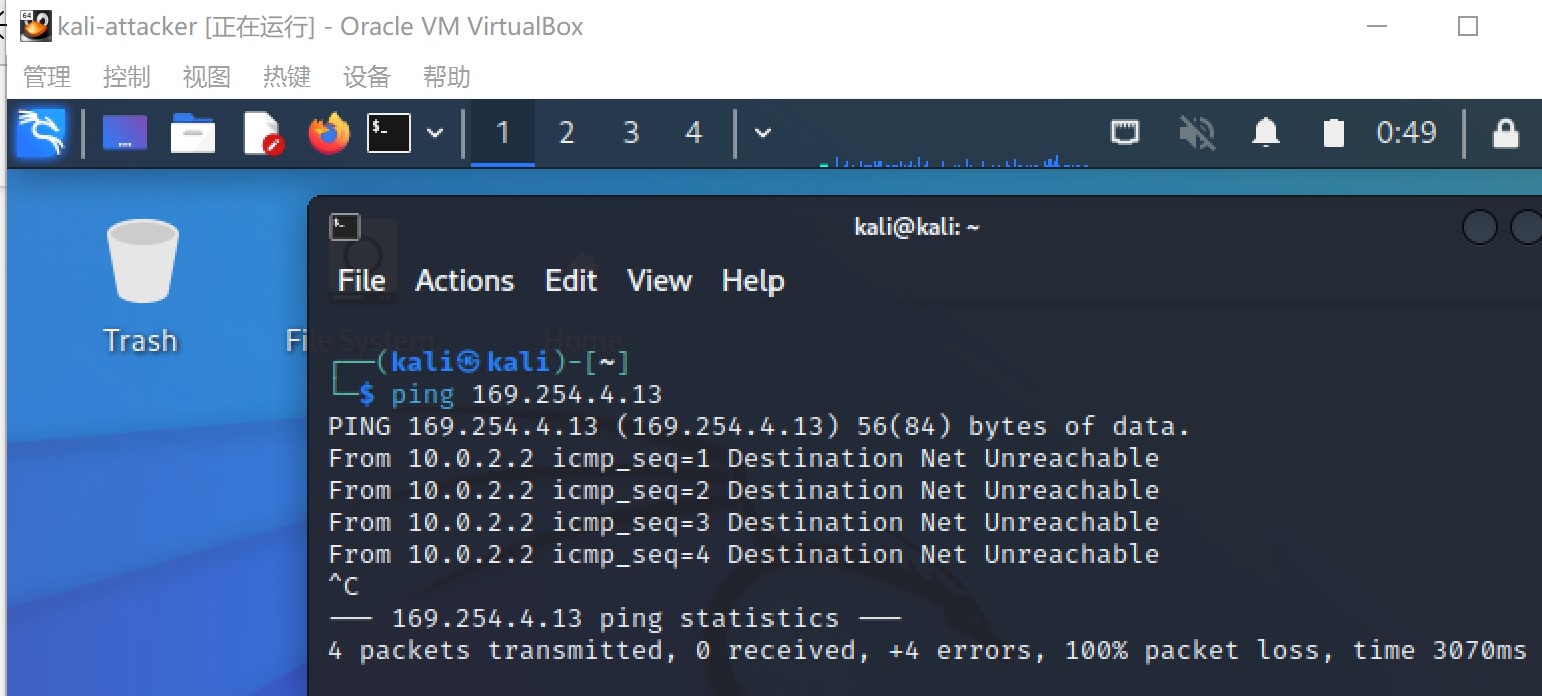 kali-attacker [正在运行] - Oracle VM VirtualBox
管理 控制 视图 热键 设备 帮助
1 2 3 4 0:49
kali@kali: ~
File Actions Edit View Help
Trash
File System
Home
┌──(kali㉿kali)-[~]
└─$ ping 169.254.4.13
PING 169.254.4.13 (169.254.4.13) 56(84) bytes of data.
From 10.0.2.2 icmp_seq=1 Destination Net Unreachable
From 10.0.2.2 icmp_seq=2 Destination Net Unreachable
From 10.0.2.2 icmp_seq=3 Destination Net Unreachable
From 10.0.2.2 icmp_seq=4 Destination Net Unreachable
^C
--- 169.254.4.13 ping statistics ---
4 packets transmitted, 0 received, +4 errors, 100% packet loss, time 3070ms